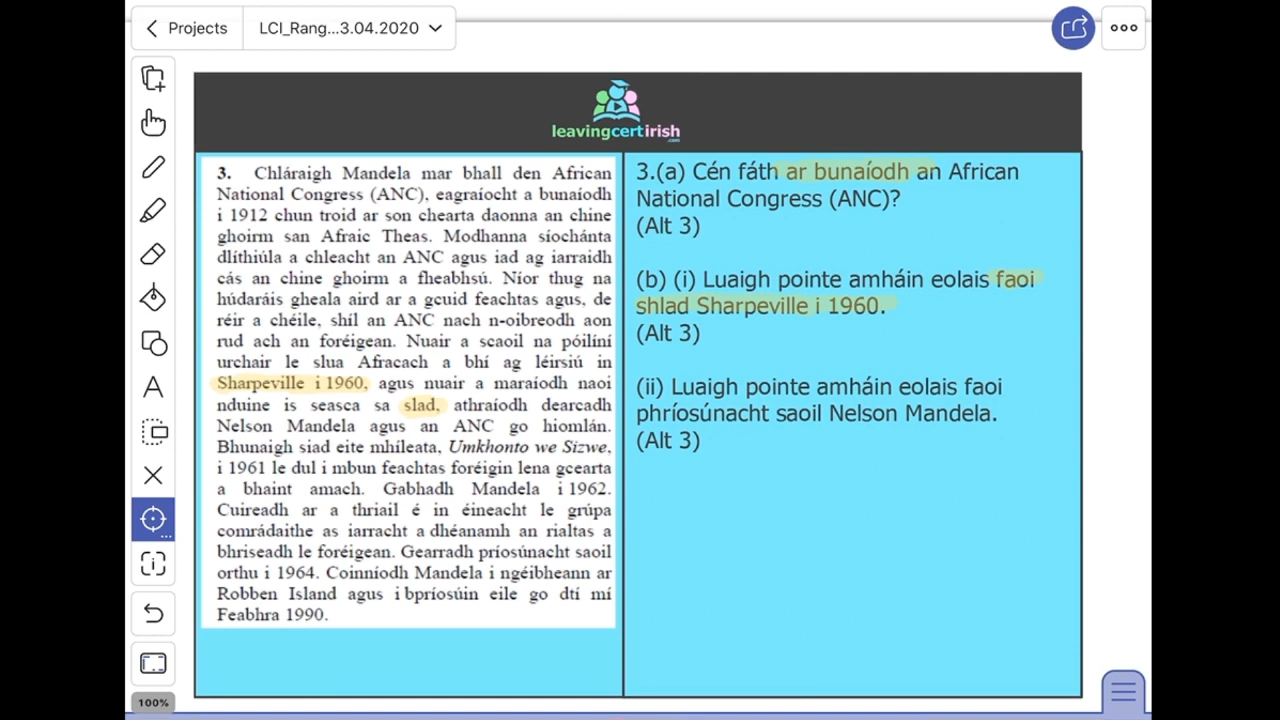 Projects
LCI_Rang...3.04.2020
leavingcertirish
.com
3. Chláraigh Mandela mar bhall den African
National Congress (ANC), eagraíocht a bunaíodh
i 1912 chun troid ar son chearta daonna an chine
ghoirm san Afraic Theas. Modhanna síochánta
dlíthiúla a chleacht an ANC agus iad ag iarraidh
cás an chine ghoirm a fheabhsú. Níor thug na
húdaráis gheala aird ar a gcuid feachtas agus, de
réir a chéile, shíl an ANC nach n-oibreodh aon
rud ach an foréigean. Nuair a scaoil na póilíní
urchair le slua Afracach a bhí ag léirsiú in
Sharpeville i 1960, agus nuair a maraíodh naoi
nduine is seasca sa slad, athraíodh dearcadh
Nelson Mandela agus an ANC go hiomlán.
Bhunaigh siad eite mhíleata, Umkhonto we Sizwe,
i 1961 le dul i mbun feachtas foréigin lena gcearta
a bhaint amach. Gabhadh Mandela i 1962.
Cuireadh ar a thriail é in éineacht le grúpa
comrádaithe as iarracht a dhéanamh an rialtas a
bhriseadh le foréigean. Gearradh príosúnacht saoil
orthu i 1964. Coinníodh Mandela i ngéibheann ar
Robben Island agus i bpríosúin eile go dtí mí
Feabhra 1990.
3.(a) Cén fáth ar bunaíodh an African
National Congress (ANC)?
(Alt 3)
(b) (i) Luaigh pointe amháin eolais faoi
shlad Sharpeville i 1960.
(Alt 3)
(ii) Luaigh pointe amháin eolais faoi
phríosúnacht saoil Nelson Mandela.
(Alt 3)
100%